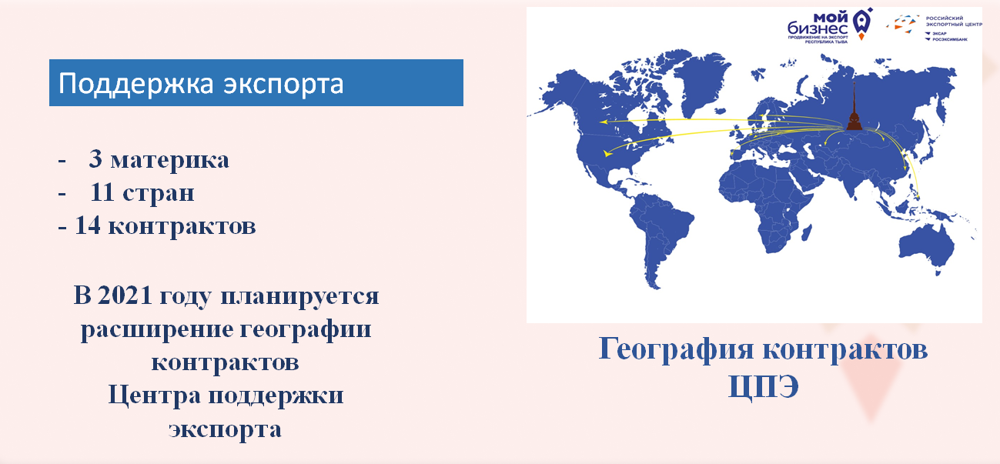 Поддержка экспорта
- 3 материка
- 11 стран
- 14 контрактов
В 2021 году планируется
расширение географии
контрактов
Центра поддержки
экспорта
МОЙ
бизнес
ПРОДВИЖЕНИЕ НА ЭКСПОРТ
РЕСПУБЛИКА ТЫВА
РОССИЙСКИЙ
ЭКСПОРТНЫЙ ЦЕНТР
ЭКСАР
РОСЭКСИМБАНК
География контрактов
ЦПЭ